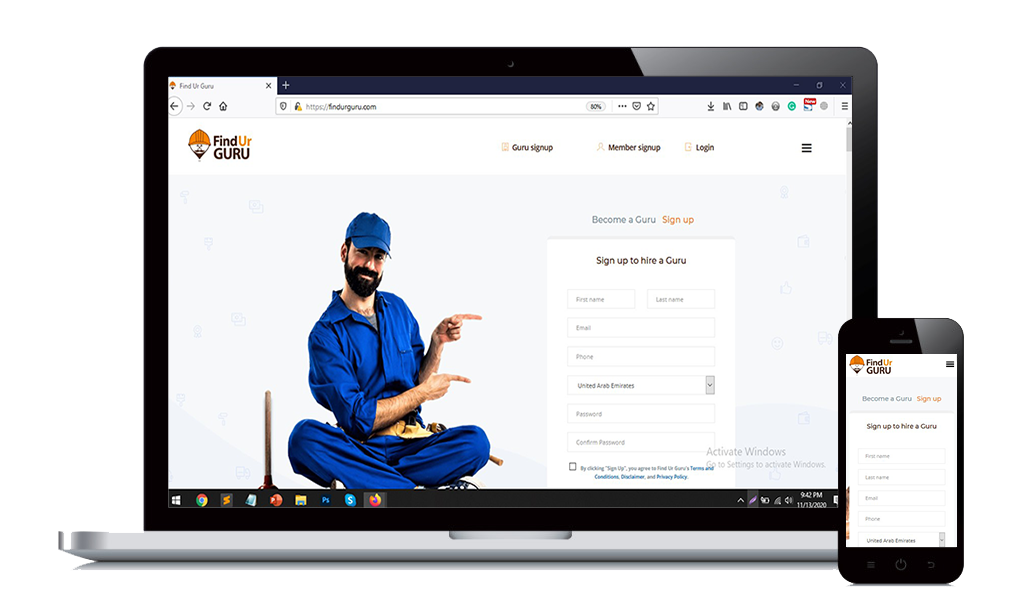 Find Ur Guru
https://findurguru.com
80%
New
Find Ur
GURU
Guru signup
Member signup
Login
Become a Guru Sign up
Sign up to hire a Guru
First name
Last name
Email
Phone
United Arab Emirates
Password
Confirm Password
By clicking "Sign Up", you agree to Find Ur Guru's Terms and
Conditions, Disclaimer, and Privacy Policy.
Activate Windows
Go to Settings to activate Windows.
Ps
9:42 PM
11/13/2020
Find Ur
GURU
Become a Guru Sign up
Sign up to hire a Guru
First name
Last name
Email
Phone
United Arab Emirates